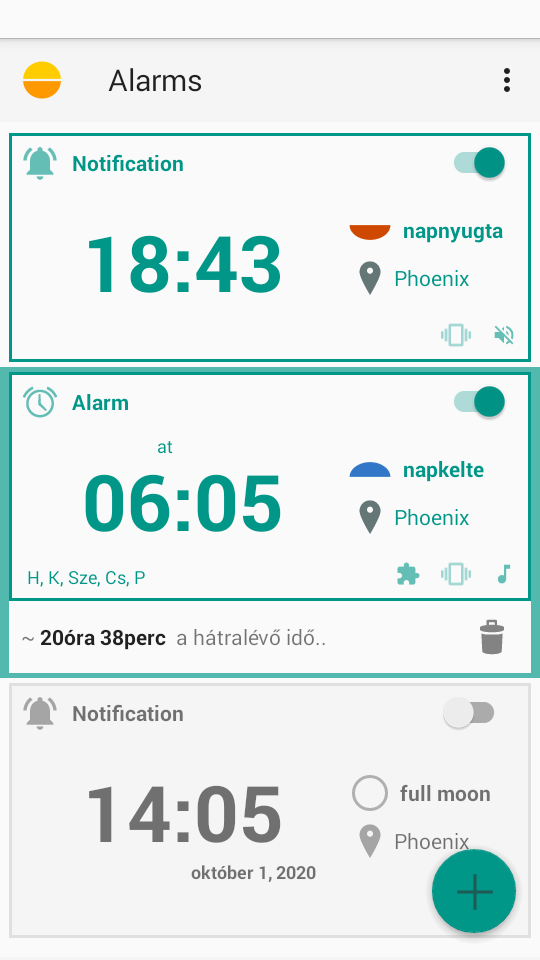 Alarms
Notification
18:43
napnyugta
Phoenix
Alarm
at
06:05
napkelte
Phoenix
H, K, Sze, Cs, P
~ 20óra 38perc a hátralévő idő..
Notification
14:05
full moon
Phoenix
október 1, 2020